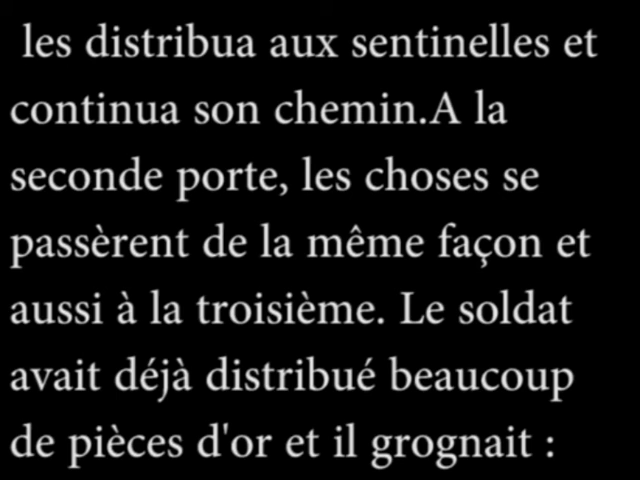 les distribua aux sentinelles et
continua son chemin.A la
seconde porte, les choses se
passèrent de la même façon et
aussi à la troisième. Le soldat
avait déjà distribué beaucoup
de pièces d'or et il grognait :